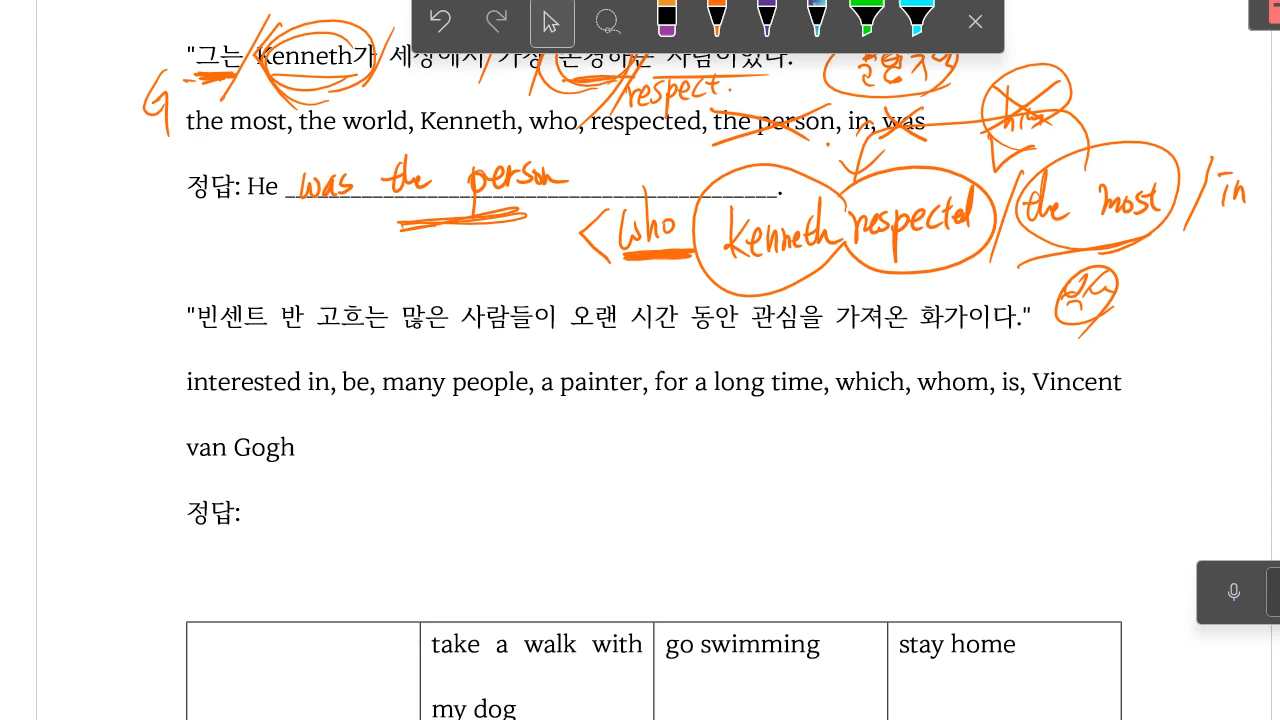 "그는 Kenneth가 세상에서 가장 존경하는 사람이었다.
respect.
the most, the world, Kenneth, who, respected, the person, in, was
정답: He was the person.
<who Kenneth respected / the most / in
"빈센트 반 고흐는 많은 사람들이 오랜 시간 동안 관심을 가져온 화가이다."
interested in, be, many people, a painter, for a long time, which, whom, is, Vincent
van Gogh
정답:
take a walk with
my dog
go swimming
stay home